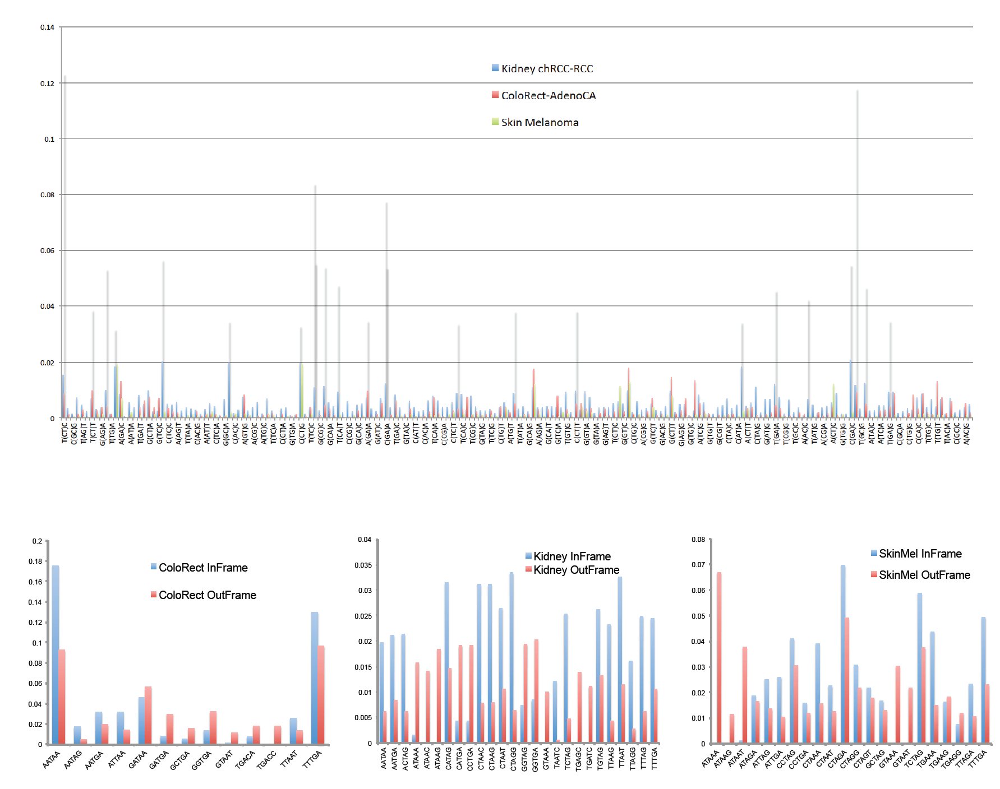 0.14
0.12
0.1
0.08
0.06
0.04
0.02
0
Kidney chRCC-RCC
ColoRect-AdenoCA
Skin Melanoma
T(CT)C C(GC)G T(AG)T T(CT)T G(AG)A T(TG)A A(GA)C A(AT)A T(GA)T G(CT)A G(TC)C C(TC)C A(AG)T T(TA)A C(AC)G A(AT)T C(TC)A G(GC)A C(AC)C A(GT)G A(CG)C A(TG)C T(TC)A C(GT)A G(TG)A C(CT)G T(TC)C G(CG)C G(CA)A T(CA)T C(CG)C G(CA)C A(GA)A G(AT)C C(GA)A T(GA)C G(TA)C C(AT)T C(AC)A T(CA)A C(CG)A C(TC)T T(CA)C T(CG)C G(TA)G T(TC)G C(TG)T A(TG)T T(AT)A G(CA)G A(AG)A G(CA)T G(TC)A T(GT)G C(CT)T G(GT)A G(TA)A G(AG)T T(GT)C G(GT)C C(TG)C A(CG)G G(TC)T G(AC)G G(CT)T G(AG)G G(TG)C A(TC)G G(TG)T G(CG)T C(TA)C C(AT)A A(CT)A C(TA)G G(AT)G T(GA)A T(CG)G T(GC)C A(AC)A T(AT)G A(CG)A A(CT)C G(TG)G C(GA)C T(GC)G A(TA)C A(TC)A T(GA)G C(GC)A C(TG)G C(CA)C T(TG)C T(TG)T T(AC)A C(GC)C A(AC)G
0.2
0.18
0.16
0.14
0.12
0.1
0.08
0.06
0.04
0.02
0
ColoRect InFrame
ColoRect OutFrame
AATAA AATAG AATGA ATTAA GATAA GATGA GCTGA GGTGA GTAAT TGACA TGACC TTAAT TTTGA
0.04
0.035
0.03
0.025
0.02
0.015
0.01
0.005
0
Kidney InFrame
Kidney OutFrame
AATAA AATGA ACTAG ATAAA ATAAC ATAAG CATAG CATGA CCTGA CTAAC CTAAG CTAAT CTAGG GGTAG GGTGA GTAAA TAATC TCTAG TGAGC TGATC TGTAG TTAAG TTAAT TTAGG TTTAG TTTGA
0.08
0.07
0.06
0.05
0.04
0.03
0.02
0.01
0
SkinMel InFrame
SkinMel OutFrame
ATAAA ATAAG ATAAT ATAGA ATTAG ATTGA CCTAG CCTGA CTAAA CTAAT CTAGA CTAGG CTAGT GCTAG GTAAA GTAAT TCTAG TGAAA TGAAG TGAGG TTAGA TTTGA